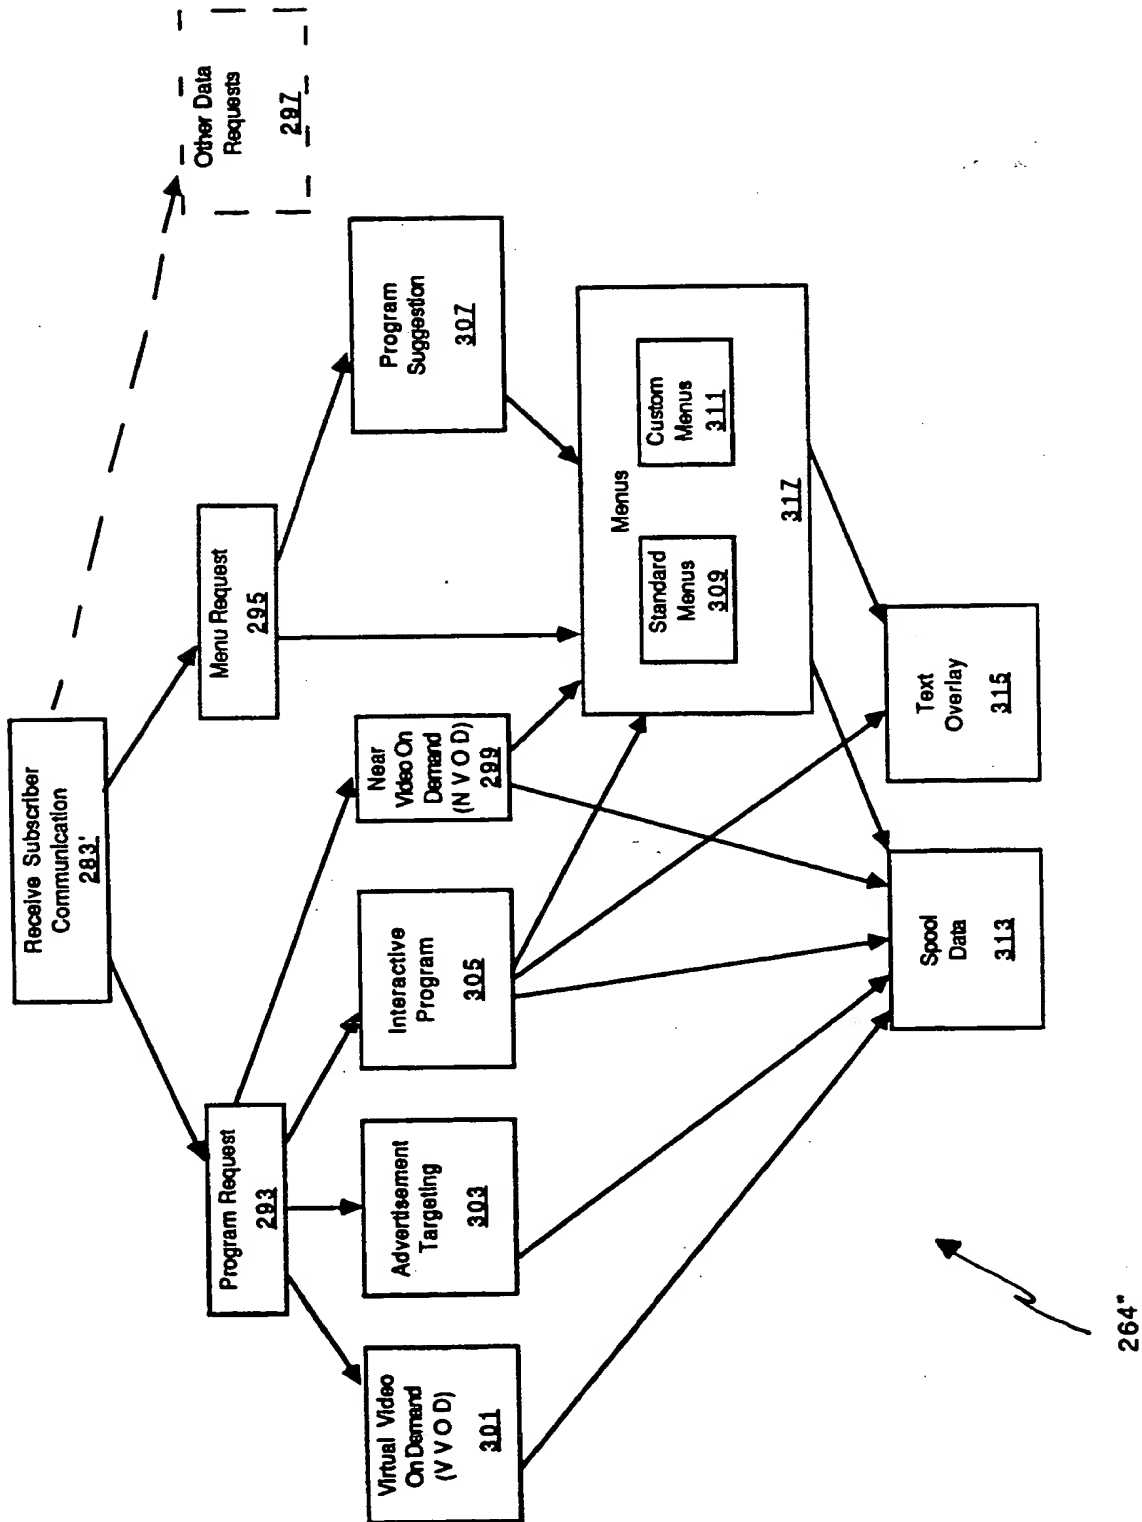 Receive Subscriber
Communication
283'
Other Data
Requests
297
Program Request
293
Menu Request
295
Virtual Video
On Demand
(V V O D)
301
Advertisement
Targeting
303
Interactive
Program
305
Near
Video On
Demand
(N V O D)
299
Program
Suggestion
307
Menus
Standard
Menus
309
Custom
Menus
311
317
Spool
Data
313
Text
Overlay
315
264"